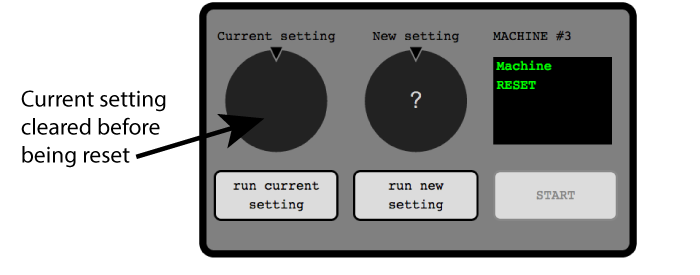 Current setting
New setting
MACHINE #3
Machine
RESET
?
Current setting
cleared before
being reset
run current
setting
run new
setting
START